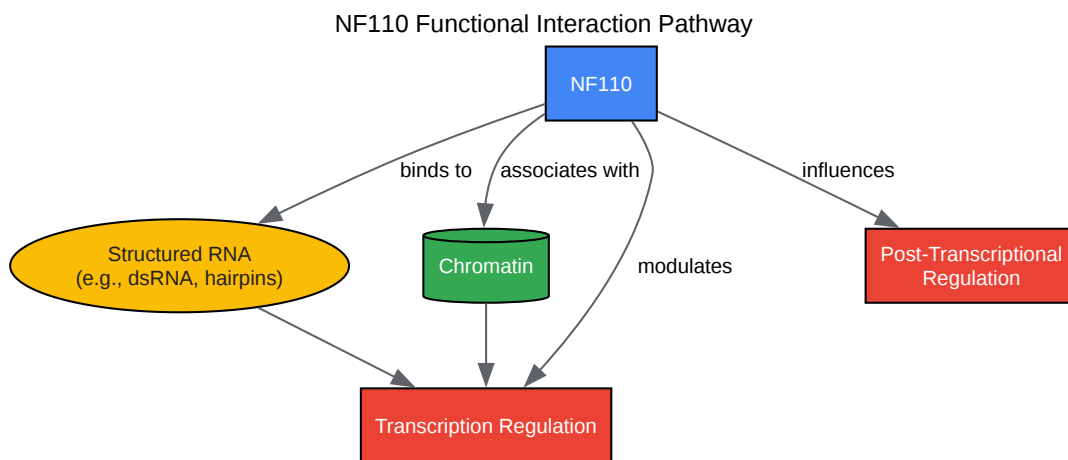 NF110 Functional Interaction Pathway
NF110
binds to
associates with
influences
Structured RNA
(e.g., dsRNA, hairpins)
Chromatin
modulates
Post-Transcriptional
Regulation
Transcription Regulation